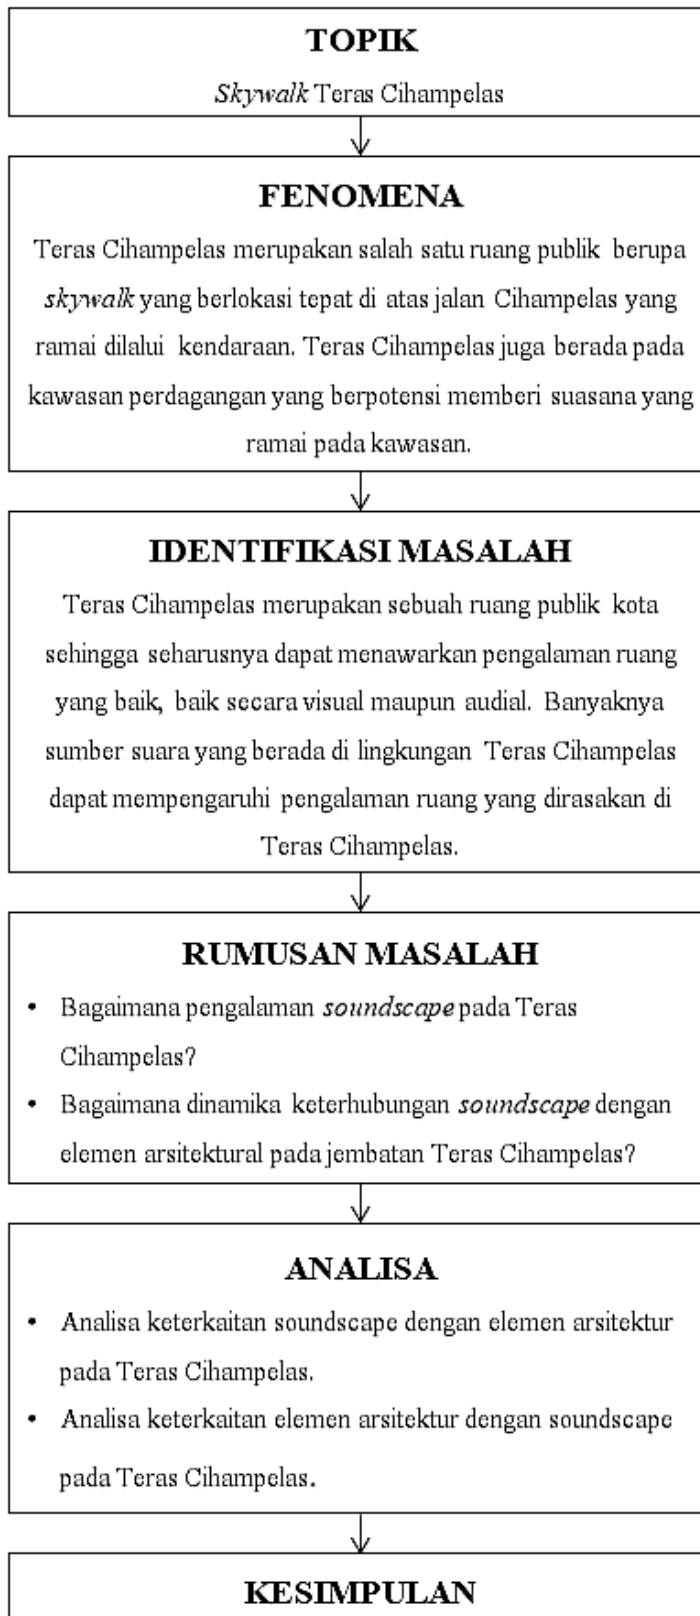 TOPIK
Skywalk Teras Cihampelas
FENOMENA
Teras Cihampelas merupakan salah satu ruang publik berupa
skywalk yang berlokasi tepat di atas jalan Cihampelas yang
ramai dilalui kendaraan. Teras Cihampelas juga berada pada
kawasan perdagangan yang berpotensi memberi suasana yang
ramai pada kawasan.
IDENTIFIKASI MASALAH
Teras Cihampelas merupakan sebuah ruang publik kota
sehingga seharusnya dapat menawarkan pengalaman ruang
yang baik, baik secara visual maupun audial. Banyaknya
sumber suara yang berada di lingkungan Teras Cihampelas
dapat mempengaruhi pengalaman ruang yang dirasakan di
Teras Cihampelas.
RUMUSAN MASALAH
• Bagaimana pengalaman soundscape pada Teras
Cihampelas?
• Bagaimana dinamika keterhubungan soundscape dengan
elemen arsitektural pada jembatan Teras Cihampelas?
ANALISA
• Analisa keterkaitan soundscape dengan elemen arsitektur
pada Teras Cihampelas.
• Analisa keterkaitan elemen arsitektur dengan soundscape
pada Teras Cihampelas.
KESIMPULAN